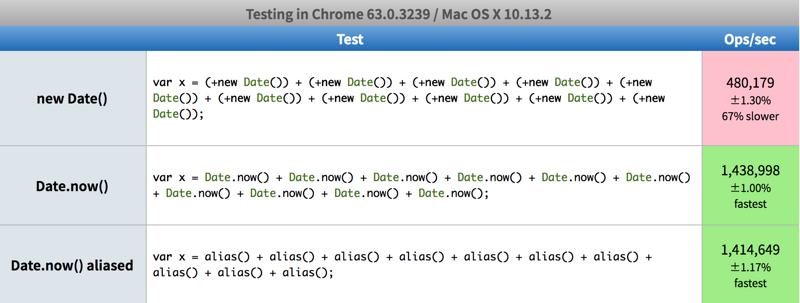 Testing in Chrome 63.0.3239 / Mac OS X 10.13.2
Test
Ops/sec
new Date()
var x = (+new Date()) + (+new Date()) + (+new Date()) + (+new Date()) + (+new
Date()) + (+new Date()) + (+new Date()) + (+new Date()) + (+new Date()) + (+new
Date());
480,179
±1.30%
67% slower
Date.now()
var x = Date.now() + Date.now() + Date.now() + Date.now() + Date.now() + Date.now()
+ Date.now() + Date.now() + Date.now() + Date.now();
1,438,998
±1.00%
fastest
Date.now() aliased
var x = alias() + alias() + alias() + alias() + alias() + alias() + alias() +
alias() + alias() + alias();
1,414,649
±1.17%
fastest